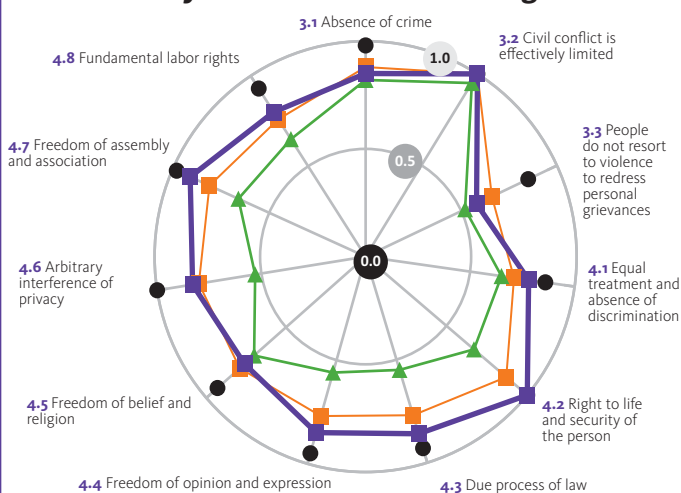 3.1 Absence of crime
3.2 Civil conflict is
effectively limited
1.0
4.8 Fundamental labor rights
3.3 People
do not resort
to violence
to redress
personal
grievances
4.7 Freedom of assembly
and association
0.5
0.0
4.6 Arbitrary
interference of
privacy
4.1 Equal
treatment and
absence of
discrimination
4.5 Freedom of belief and
religion
4.2 Right to life
and security of
the person
4.4 Freedom of opinion and expression
4.3 Due process of law